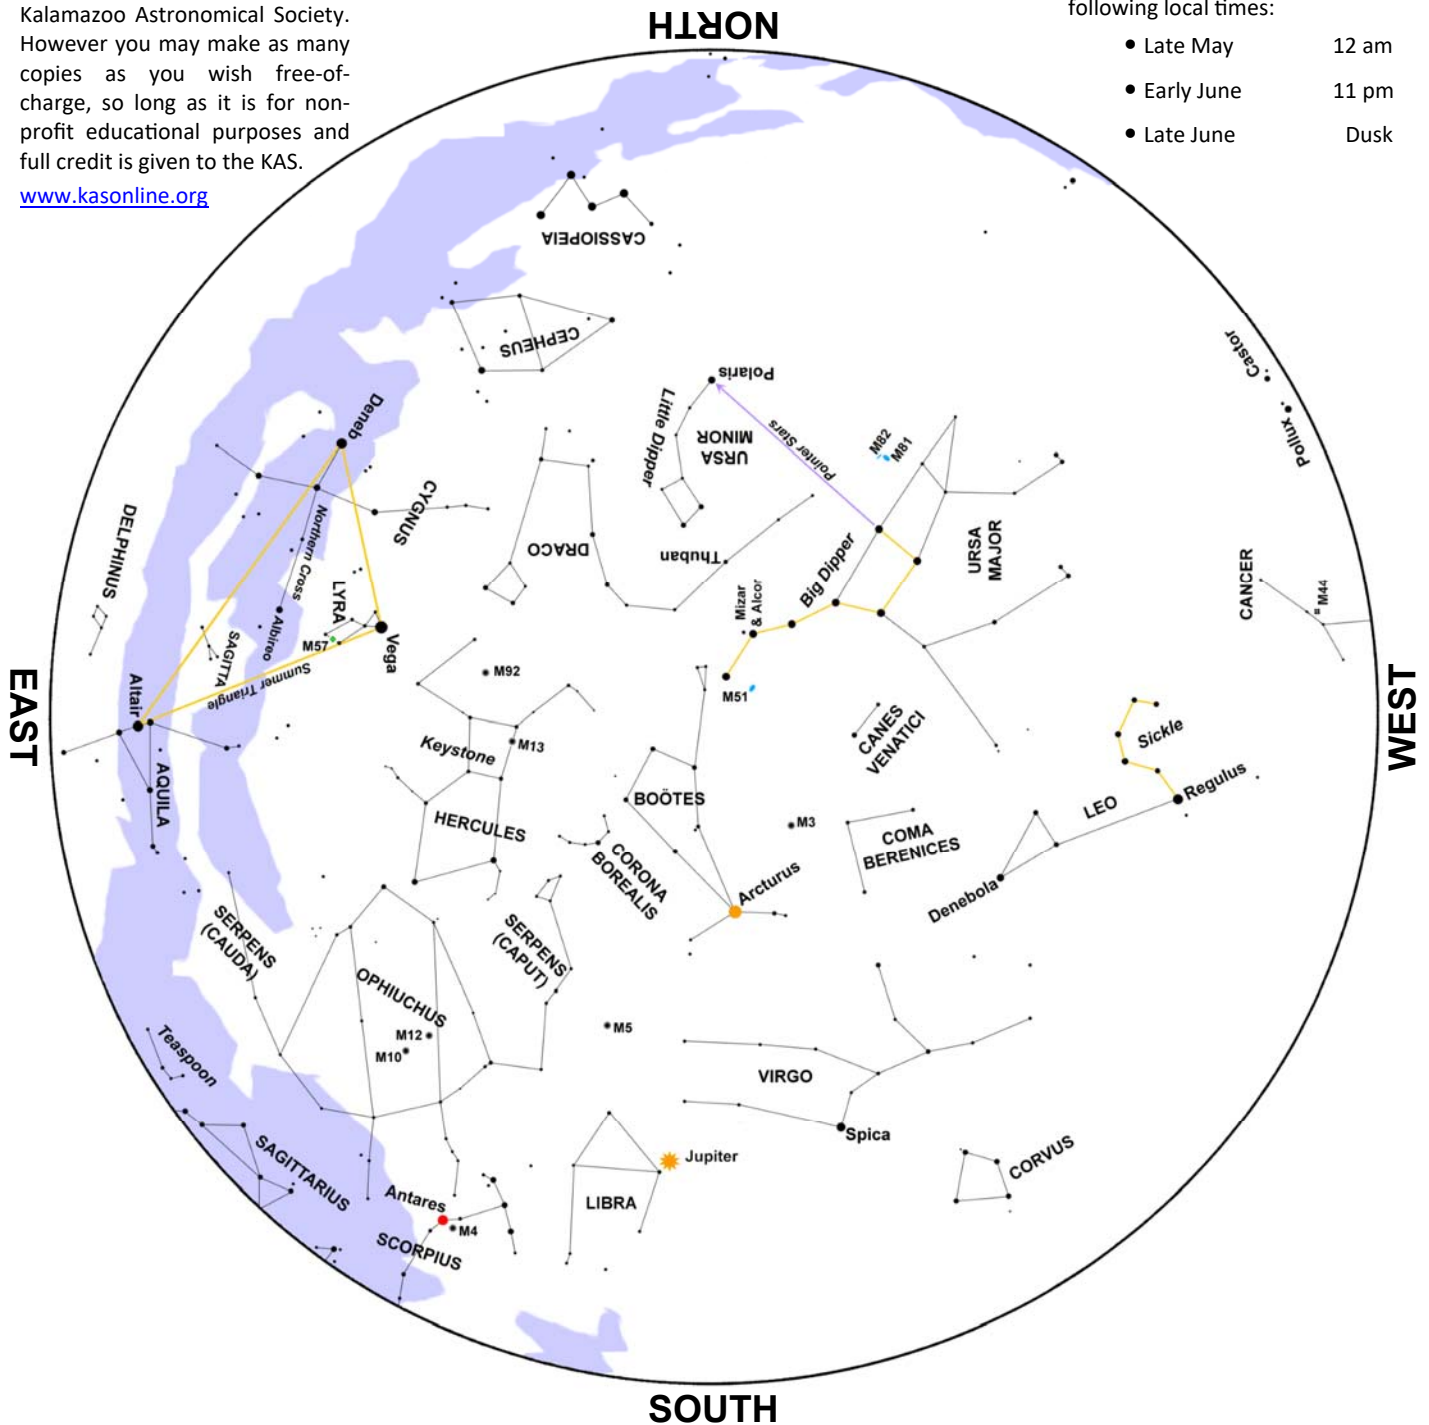 Kalamazoo Astronomical Society.
However you may make as many
copies as you wish free-of-
charge, so long as it is for non-
profit educational purposes and
full credit is given to the KAS.
www.kasonline.org
following local times:
• Late May 12 am
• Early June 11 pm
• Late June Dusk
NORTH
CASSIOPEIA
CEPHEUS
Castor
Pollux
Polaris
Little Dipper
URSA
MINOR
Pointer Stars
M82
M81
Deneb
CYGNUS
Northern Cross
DELPHINUS
DRACO
Thuban
Big Dipper
URSA
MAJOR
Mizar
& Alcor
CANCER
M44
LYRA
M57
Albireo
SAGITTA
Vega
Summer Triangle
M92
M51
EAST
Altair
WEST
CANES
VENATICI
Sickle
Regulus
Keystone
M13
AQUILA
BOÖTES
LEO
HERCULES
M3
COMA
BERENICES
CORONA
BOREALIS
Arcturus
Denebola
SERPENS
(CAUDA)
SERPENS
(CAPUT)
OPHIUCHUS
M12
M10
M5
Teaspoon
VIRGO
Spica
SAGITTARIUS
Jupiter
CORVUS
Antares
M4
LIBRA
SCORPIUS
SOUTH